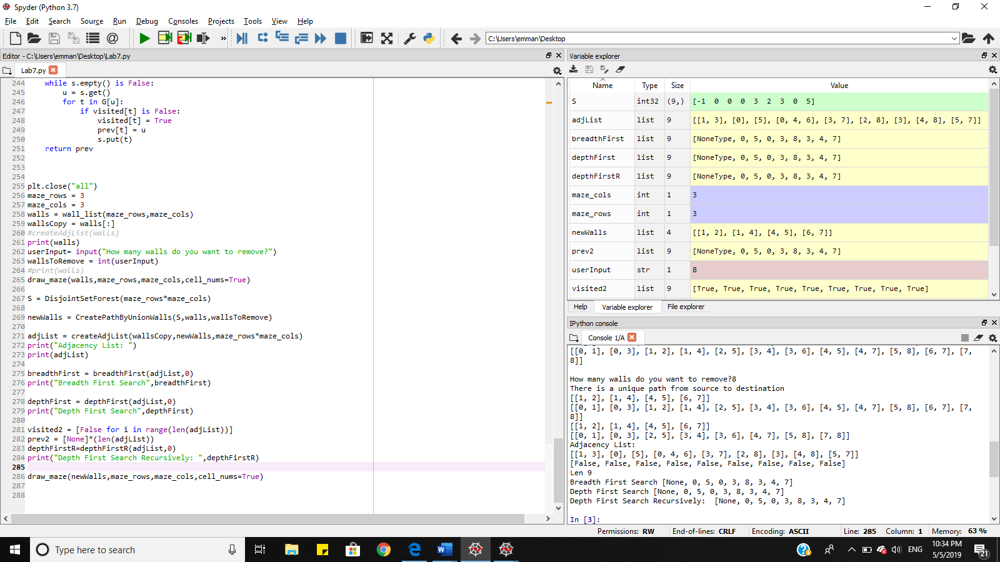 Spyder (Python 3.7)
File Edit Search Source Run Debug Consoles Projects Tools View Help
C:\Users\emman\Desktop
Editor - C:\Users\emman\Desktop\Lab7.py
Lab7.py
244     while s.empty() is False:
245         u = s.get()
246         for t in G[u]:
247             if visited[t] is False:
248                 visited[t] = True
249                 prev[t] = u
250                 s.put(t)
251     return prev
252
253
254
255 plt.close("all")
256 maze_rows = 3
257 maze_cols = 3
258 walls = wall_list(maze_rows,maze_cols)
259 wallsCopy = walls[:]
260 #createAdjList(walls)
261 print(walls)
262 userInput= input("How many walls do you want to remove?")
263 wallsToRemove = int(userInput)
264 #print(walls)
265 draw_maze(walls,maze_rows,maze_cols,cell_nums=True)
266
267 S = DisjointSetForest(maze_rows*maze_cols)
268
269 newWalls = CreatePathByUnionWalls(S,walls,wallsToRemove)
270
271 adjList = createAdjList(wallsCopy,newWalls,maze_rows*maze_cols)
272 print("Adjacency List: ")
273 print(adjList)
274
275 breadthFirst = breadthFirst(adjList,0)
276 print("Breadth First Search",breadthFirst)
277
278 depthFirst = depthFirst(adjList,0)
279 print("Depth First Search",depthFirst)
280
281 visited2 = [False for i in range(len(adjList))]
282 prev2 = [None]*(len(adjList))
283 depthFirstR=depthFirstR(adjList,0)
284 print("Depth First Search Recursively: ",depthFirstR)
285
286 draw_maze(newWalls,maze_rows,maze_cols,cell_nums=True)
287
288
Variable explorer
Name Type Size Value
S int32 (9,) [-1 0 0 0 3 2 3 0 5]
adjList list 9 [[1, 3], [0], [5], [0, 4, 6], [3, 7], [2, 8], [3], [4, 8], [5, 7]]
breadthFirst list 9 [NoneType, 0, 5, 0, 3, 8, 3, 4, 7]
depthFirst list 9 [NoneType, 0, 5, 0, 3, 8, 3, 4, 7]
depthFirstR list 9 [NoneType, 0, 5, 0, 3, 8, 3, 4, 7]
maze_cols int 1 3
maze_rows int 1 3
newWalls list 4 [[1, 2], [1, 4], [4, 5], [6, 7]]
prev2 list 9 [NoneType, 0, 5, 0, 3, 8, 3, 4, 7]
userInput str 1 8
visited2 list 9 [True, True, True, True, True, True, True, True, True]
Help Variable explorer File explorer
IPython console
Console 1/A
[[0, 1], [0, 3], [1, 2], [1, 4], [2, 5], [3, 4], [3, 6], [4, 5], [4, 7], [5, 8], [6, 7], [7,
8]]
How many walls do you want to remove?8
There is a unique path from source to destination
[[1, 2], [1, 4], [4, 5], [6, 7]]
[[0, 1], [0, 3], [1, 2], [1, 4], [2, 5], [3, 4], [3, 6], [4, 5], [4, 7], [5, 8], [6, 7], [7,
8]]
[[1, 2], [1, 4], [4, 5], [6, 7]]
[[0, 1], [0, 3], [2, 5], [3, 4], [3, 6], [4, 7], [5, 8], [7, 8]]
Adjacency List:
[[1, 3], [0], [5], [0, 4, 6], [3, 7], [2, 8], [3], [4, 8], [5, 7]]
[False, False, False, False, False, False, False, False, False]
Len 9
Breadth First Search [None, 0, 5, 0, 3, 8, 3, 4, 7]
Depth First Search [None, 0, 5, 0, 3, 8, 3, 4, 7]
Depth First Search Recursively:  [None, 0, 5, 0, 3, 8, 3, 4, 7]
In [3]:
Permissions: RW End-of-lines: CRLF Encoding: ASCII Line: 285 Column: 1 Memory: 63 %
Type here to search
ENG
10:34 PM
5/5/2019
21